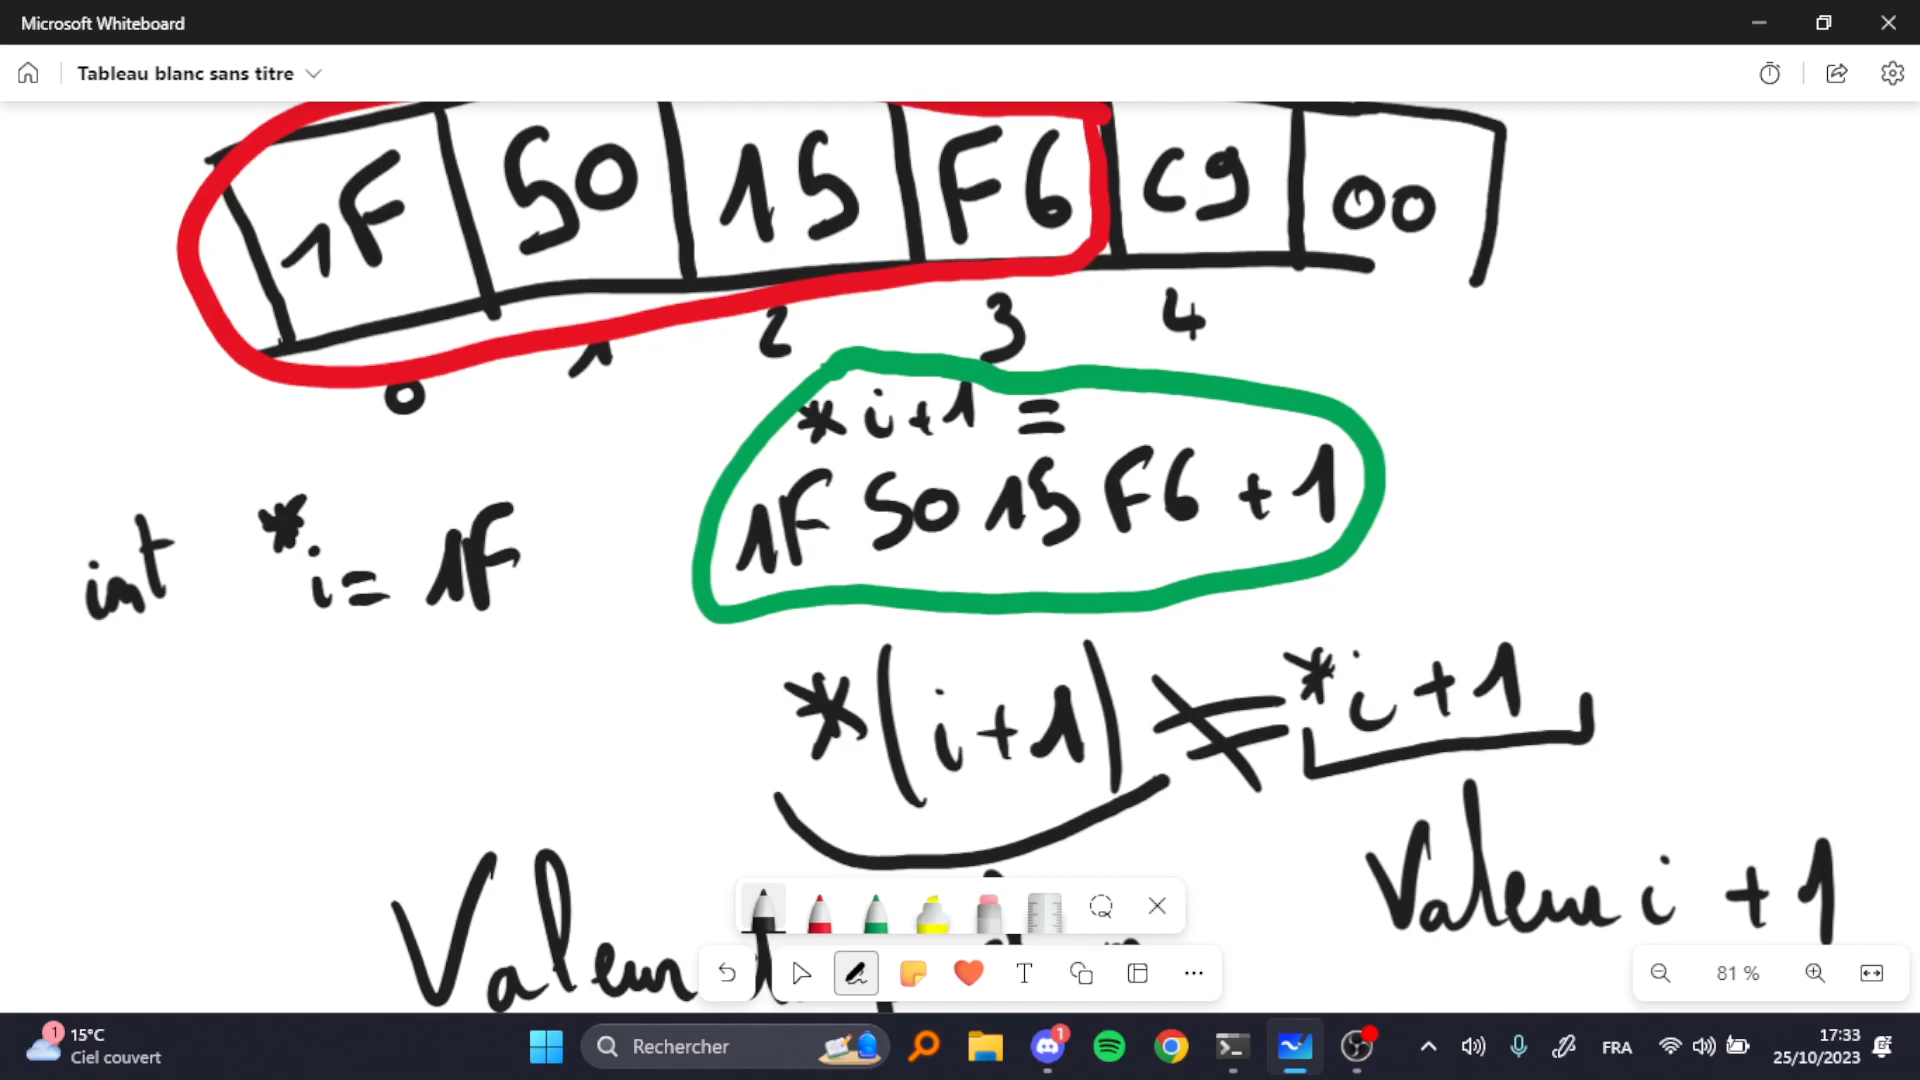 Microsoft Whiteboard
Tableau blanc sans titre
1F 50 15 F6 C9 00
0 1 2 3 4
*i+1 =
1F 50 15 F6 + 1
int *i = 1F
*(i+1) ≠ *i+1
Valeur i + 1
Valeur
81 %
1
15°C
Ciel couvert
Rechercher
1
FRA
17:33
25/10/2023